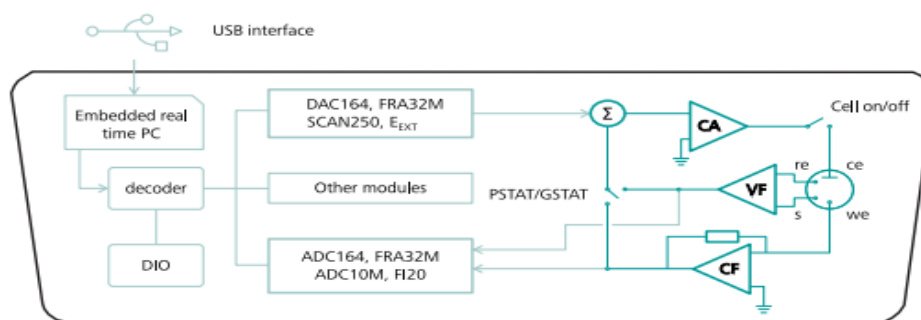 USB interface
Embedded real
time PC
DAC164, FRA32M
SCAN250, EEXT
Σ
CA
Cell on/off
decoder
Other modules
PSTAT/GSTAT
VF
re
ce
s
we
DIO
ADC164, FRA32M
ADC10M, FI20
CF